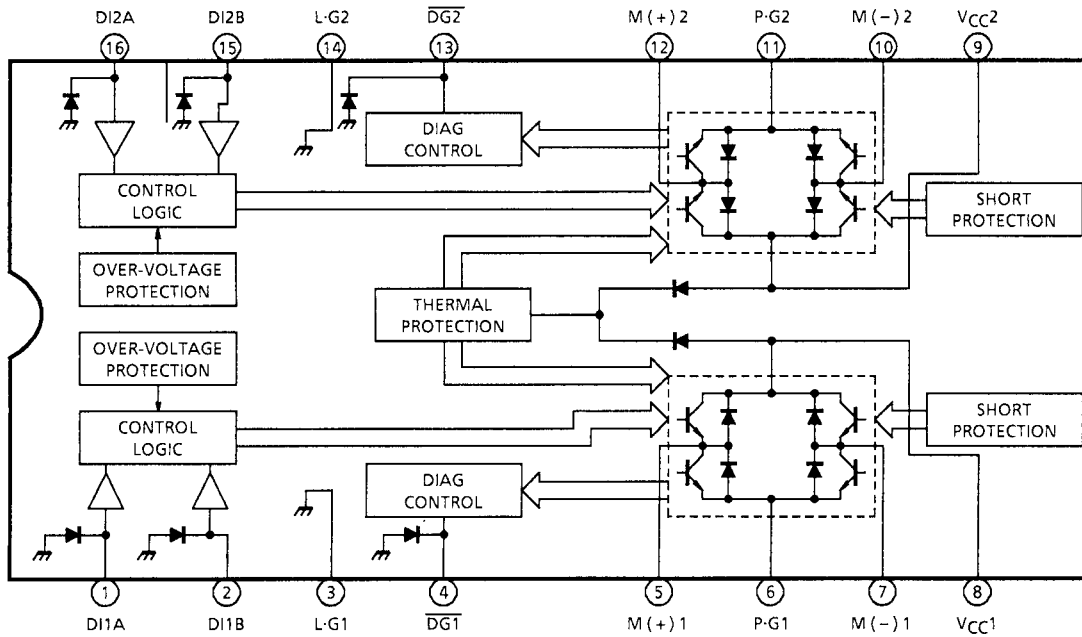 DI2A DI2B L·G2 DG2 M(+)2 P·G2 M(−)2 VCC2
16 15 14 13 12 11 10 9
DIAG
CONTROL
CONTROL
LOGIC
SHORT
PROTECTION
OVER-VOLTAGE
PROTECTION
THERMAL
PROTECTION
OVER-VOLTAGE
PROTECTION
CONTROL
LOGIC
SHORT
PROTECTION
DIAG
CONTROL
1 2 3 4 5 6 7 8
DI1A DI1B L·G1 DG1 M(+)1 P·G1 M(−)1 VCC1